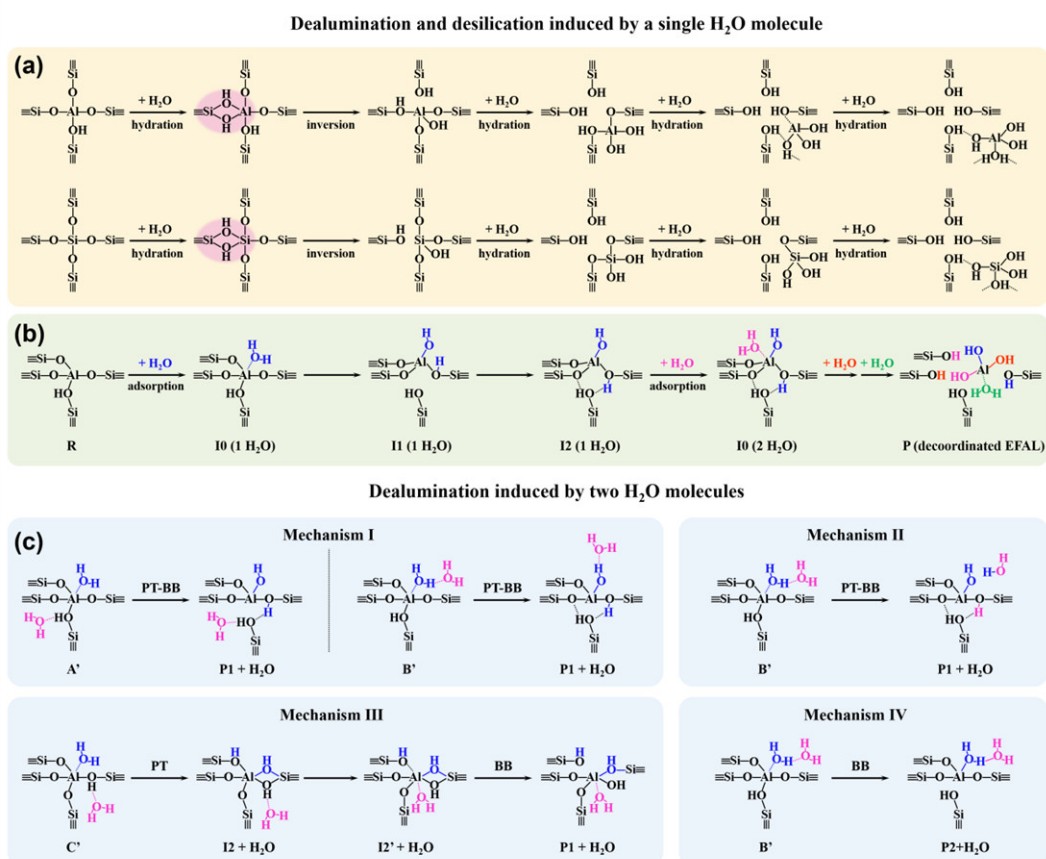 Dealumination and desilication induced by a single H₂O molecule
(a)
+ H₂O hydration inversion + H₂O hydration + H₂O hydration + H₂O hydration
+ H₂O hydration inversion + H₂O hydration + H₂O hydration + H₂O hydration
(b)
+ H₂O adsorption + H₂O adsorption + H₂O + H₂O
R I0 (1 H₂O) I1 (1 H₂O) I2 (1 H₂O) I0 (2 H₂O) P (decoordinated EFAL)
Dealumination induced by two H₂O molecules
(c)
Mechanism I
PT-BB PT-BB
A' P1 + H₂O B' P1 + H₂O
Mechanism II
PT-BB
B' P1 + H₂O
Mechanism III
PT BB
C' I2 + H₂O I2' + H₂O P1 + H₂O
Mechanism IV
BB
B' P2+H₂O